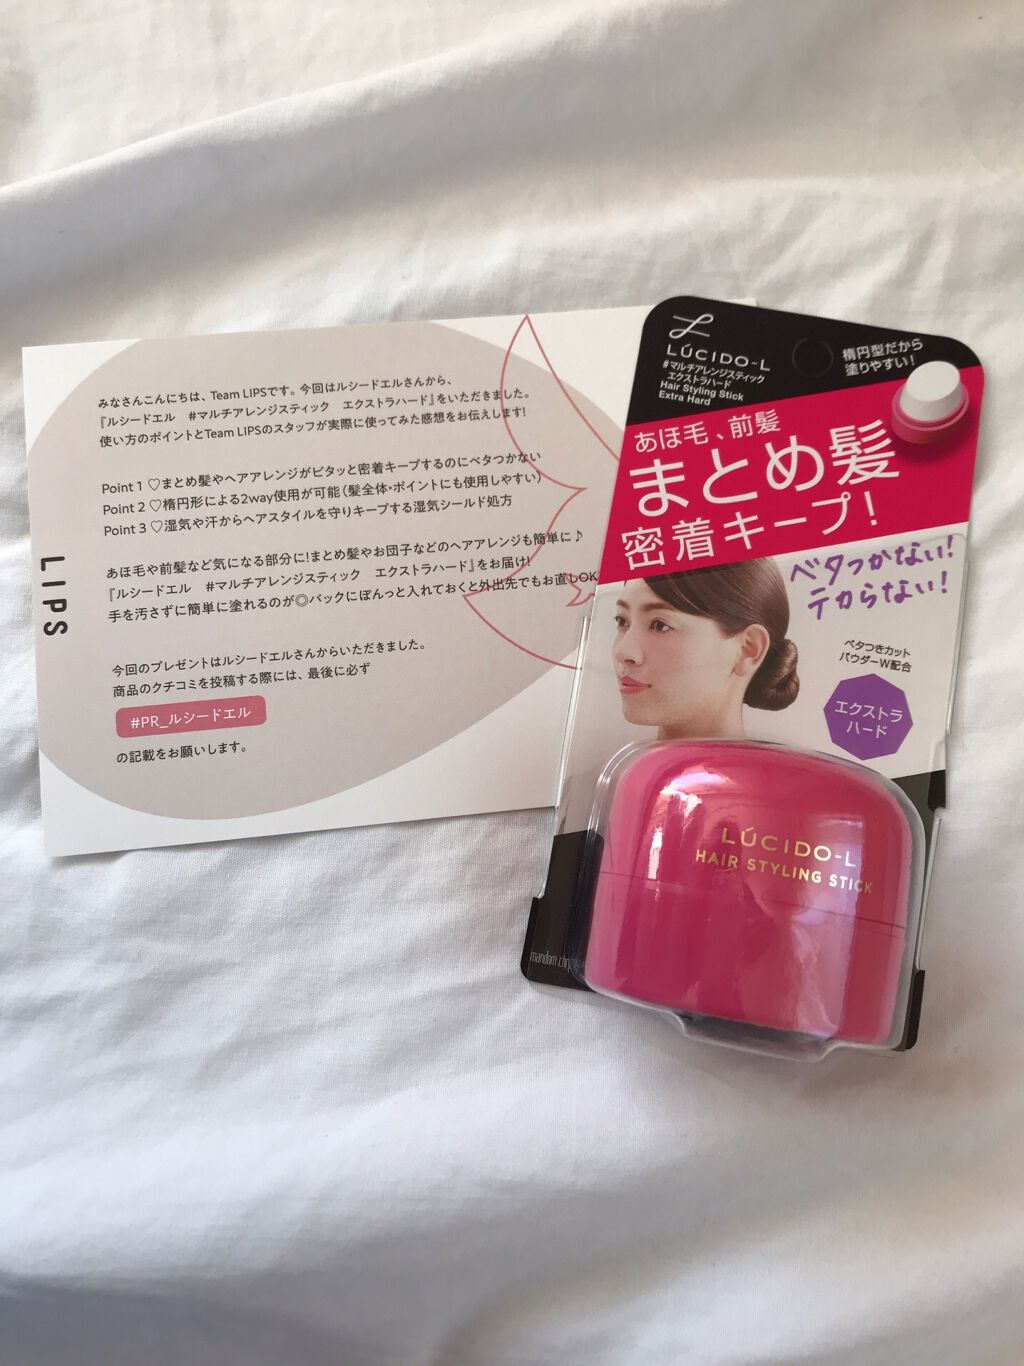 みなさんこんにちは、Team LIPSです。今回はルシードエルさんから、
『ルシードエル #マルチアレンジスティック エクストラハード』をいただきました。
使い方のポイントとTeam LIPSのスタッフが実際に使ってみた感想をお伝えします!
Point 1 ♡まとめ髪やヘアアレンジがピタッと密着キープするのにベタつかない
Point 2 ♡楕円形による2way使用が可能(髪全体・ポイントにも使用しやすい)
Point 3 ♡湿気や汗からヘアスタイルを守りキープする湿気シールド処方
あほ毛や前髪など気になる部分に!まとめ髪やお団子などのヘアアレンジも簡単に♪
『ルシードエル #マルチアレンジスティック エクストラハード』をお届け!
手を汚さずに簡単に塗れるのが◎バックにぽんっと入れておくと外出先でもお直しOK
今回のプレゼントはルシードエルさんからいただきました。
商品のクチコミを投稿する際には、最後に必ず
#PR_ルシードエル
の記載をお願いします。
LIPS
LÚCIDO-L
#マルチアレンジスティック
エクストラハード
Hair Styling Stick
Extra Hard
楕円型だから
塗りやすい!
あほ毛、前髪
まとめ髪
密着キープ!
ベタつかない!
テカらない!
ベタつきカット
パウダーW配合
エクストラ
ハード
LÚCIDO-L
HAIR STYLING STICK
mandom corp